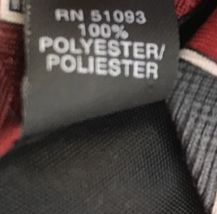 RN 51093
100%
POLYESTER/
POLIESTER